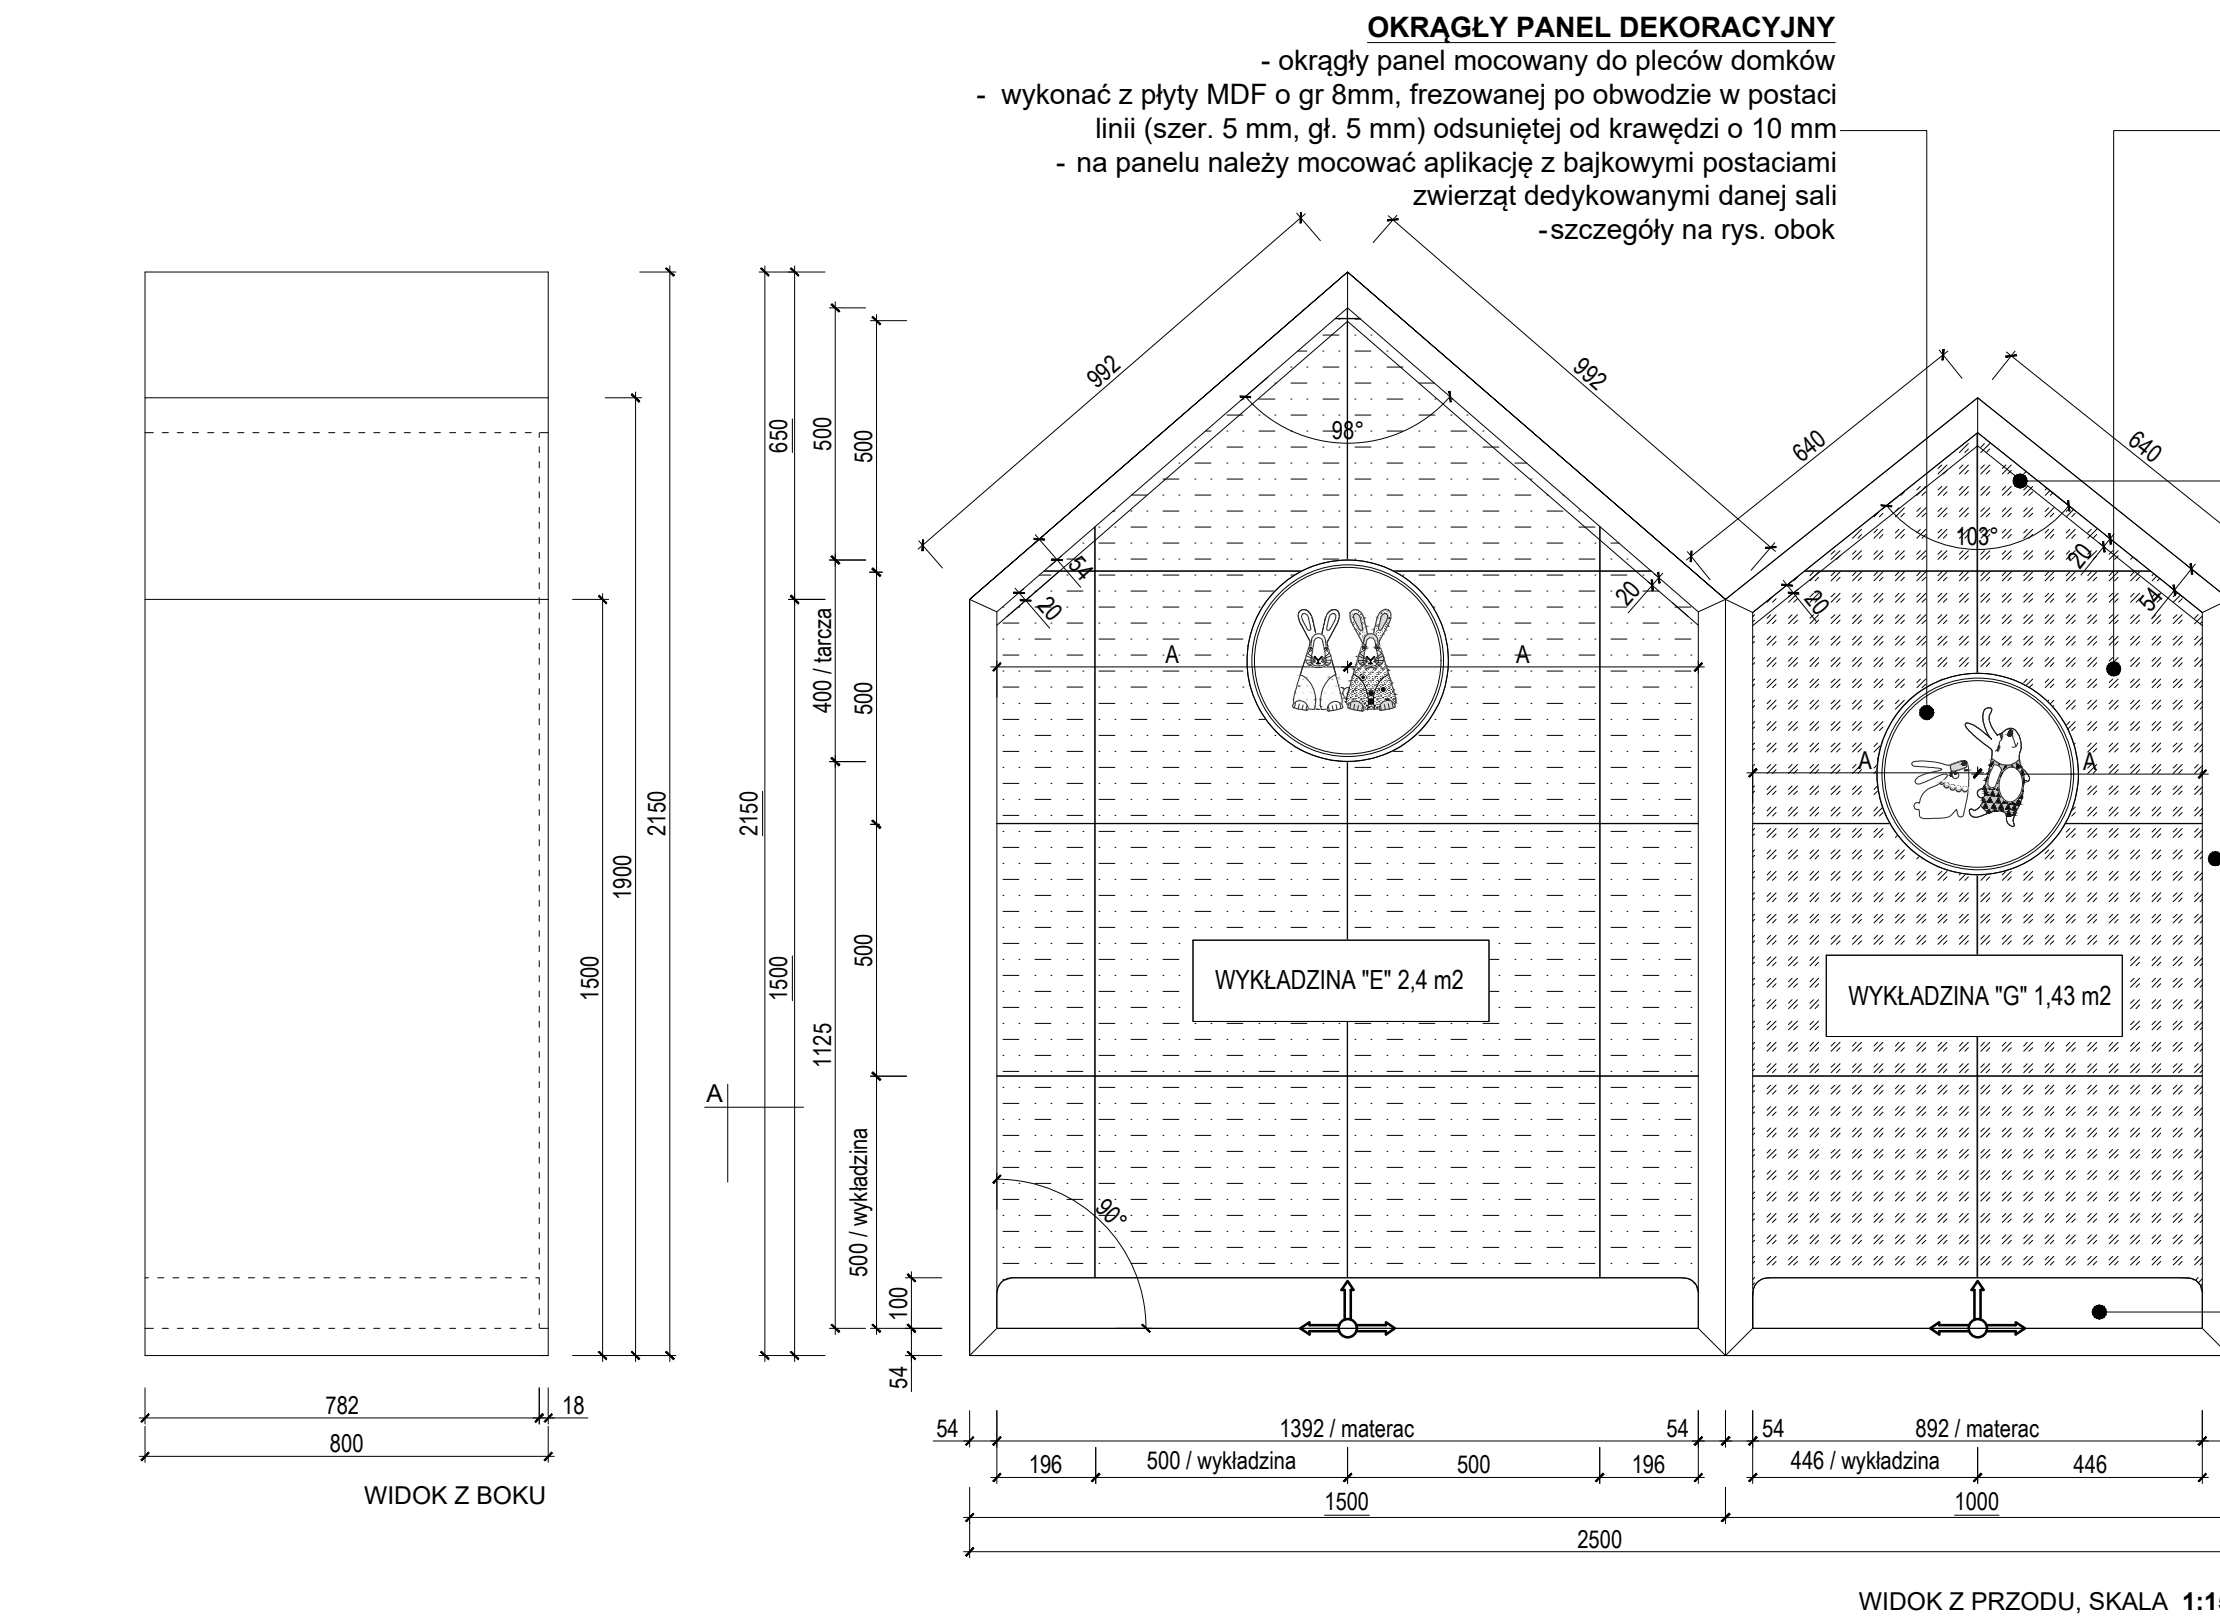 OKRĄGŁY PANEL DEKORACYJNY
- okrągły panel mocowany do pleców domków
- wykonać z płyty MDF o gr 8mm, frezowanej po obwodzie w postaci
linii (szer. 5 mm, gł. 5 mm) odsuniętej od krawędzi o 10 mm
- na panelu należy mocować aplikację z bajkowymi postaciami
zwierząt dedykowanymi danej sali
-szczegóły na rys. obok
992
992
640
640
98°
103°
54
20
20
20
20
54
650
500
500
400 / tarcza
500
2150
1900
1500
2150
1500
1125
500
500 / wykładzina
100
54
A
A
A
A
A
WYKŁADZINA "E" 2,4 m2
WYKŁADZINA "G" 1,43 m2
90°
782
18
800
WIDOK Z BOKU
54
1392 / materac
54
54
892 / materac
196
500 / wykładzina
500
196
446 / wykładzina
446
1500
1000
2500
WIDOK Z PRZODU, SKALA